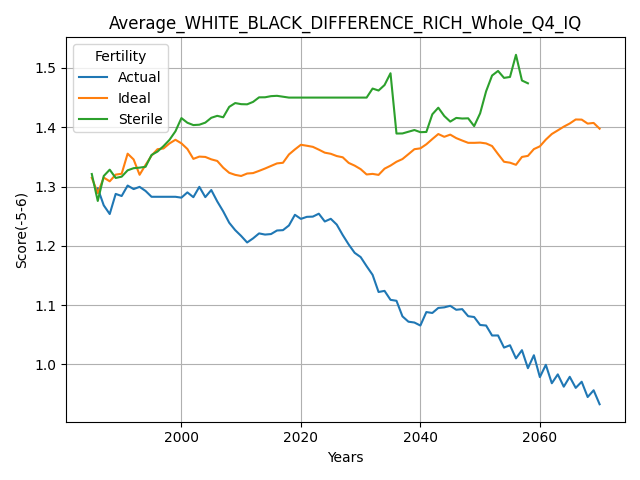 Average_WHITE_BLACK_DIFFERENCE_RICH_Whole_Q4_IQ
Score(-5-6)
1.5
1.4
1.3
1.2
1.1
1.0
Fertility
Actual
Ideal
Sterile
2000
2020
2040
2060
Years